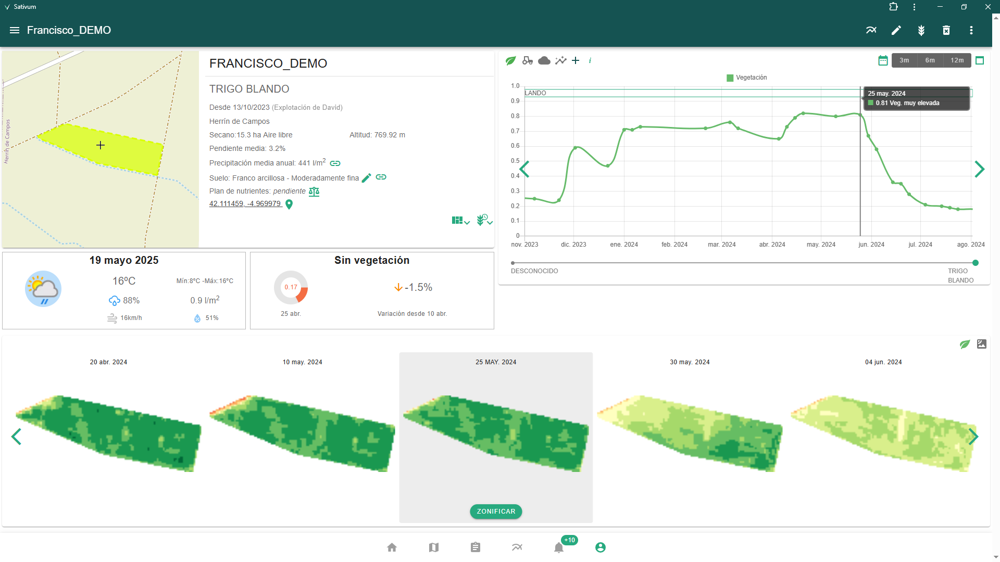 Sativum
Francisco_DEMO
Herrín de Campos
FRANCISCO_DEMO
TRIGO BLANDO
Desde 13/10/2023 (Explotación de David)
Herrín de Campos
Secano:15.3 ha Aire libre
Altitud: 769.92 m
Pendiente media: 3.2%
Precipitación media anual: 441 l/m2
Suelo: Franco arcillosa - Moderadamente fina
Plan de nutrientes: pendiente
42.111459, -4.969979
i
3m 6m 12m
Vegetación
LANDO
25 may. 2024
0.81 Veg. muy elevada
1.0
0.9
0.8
0.7
0.6
0.5
0.4
0.3
0.2
0.1
0
nov. 2023 dic. 2023 ene. 2024 feb. 2024 mar. 2024 abr. 2024 may. 2024 jun. 2024 jul. 2024 ago. 2024
DESCONOCIDO
TRIGO
BLANDO
19 mayo 2025
16ºC
Mín:8ºC -Máx:16ºC
88%
0.9 l/m2
16km/h
51%
Sin vegetación
0.17
-1.5%
25 abr.
Variación desde 10 abr.
20 abr. 2024
10 may. 2024
25 MAY. 2024
30 may. 2024
04 jun. 2024
ZONIFICAR
+10